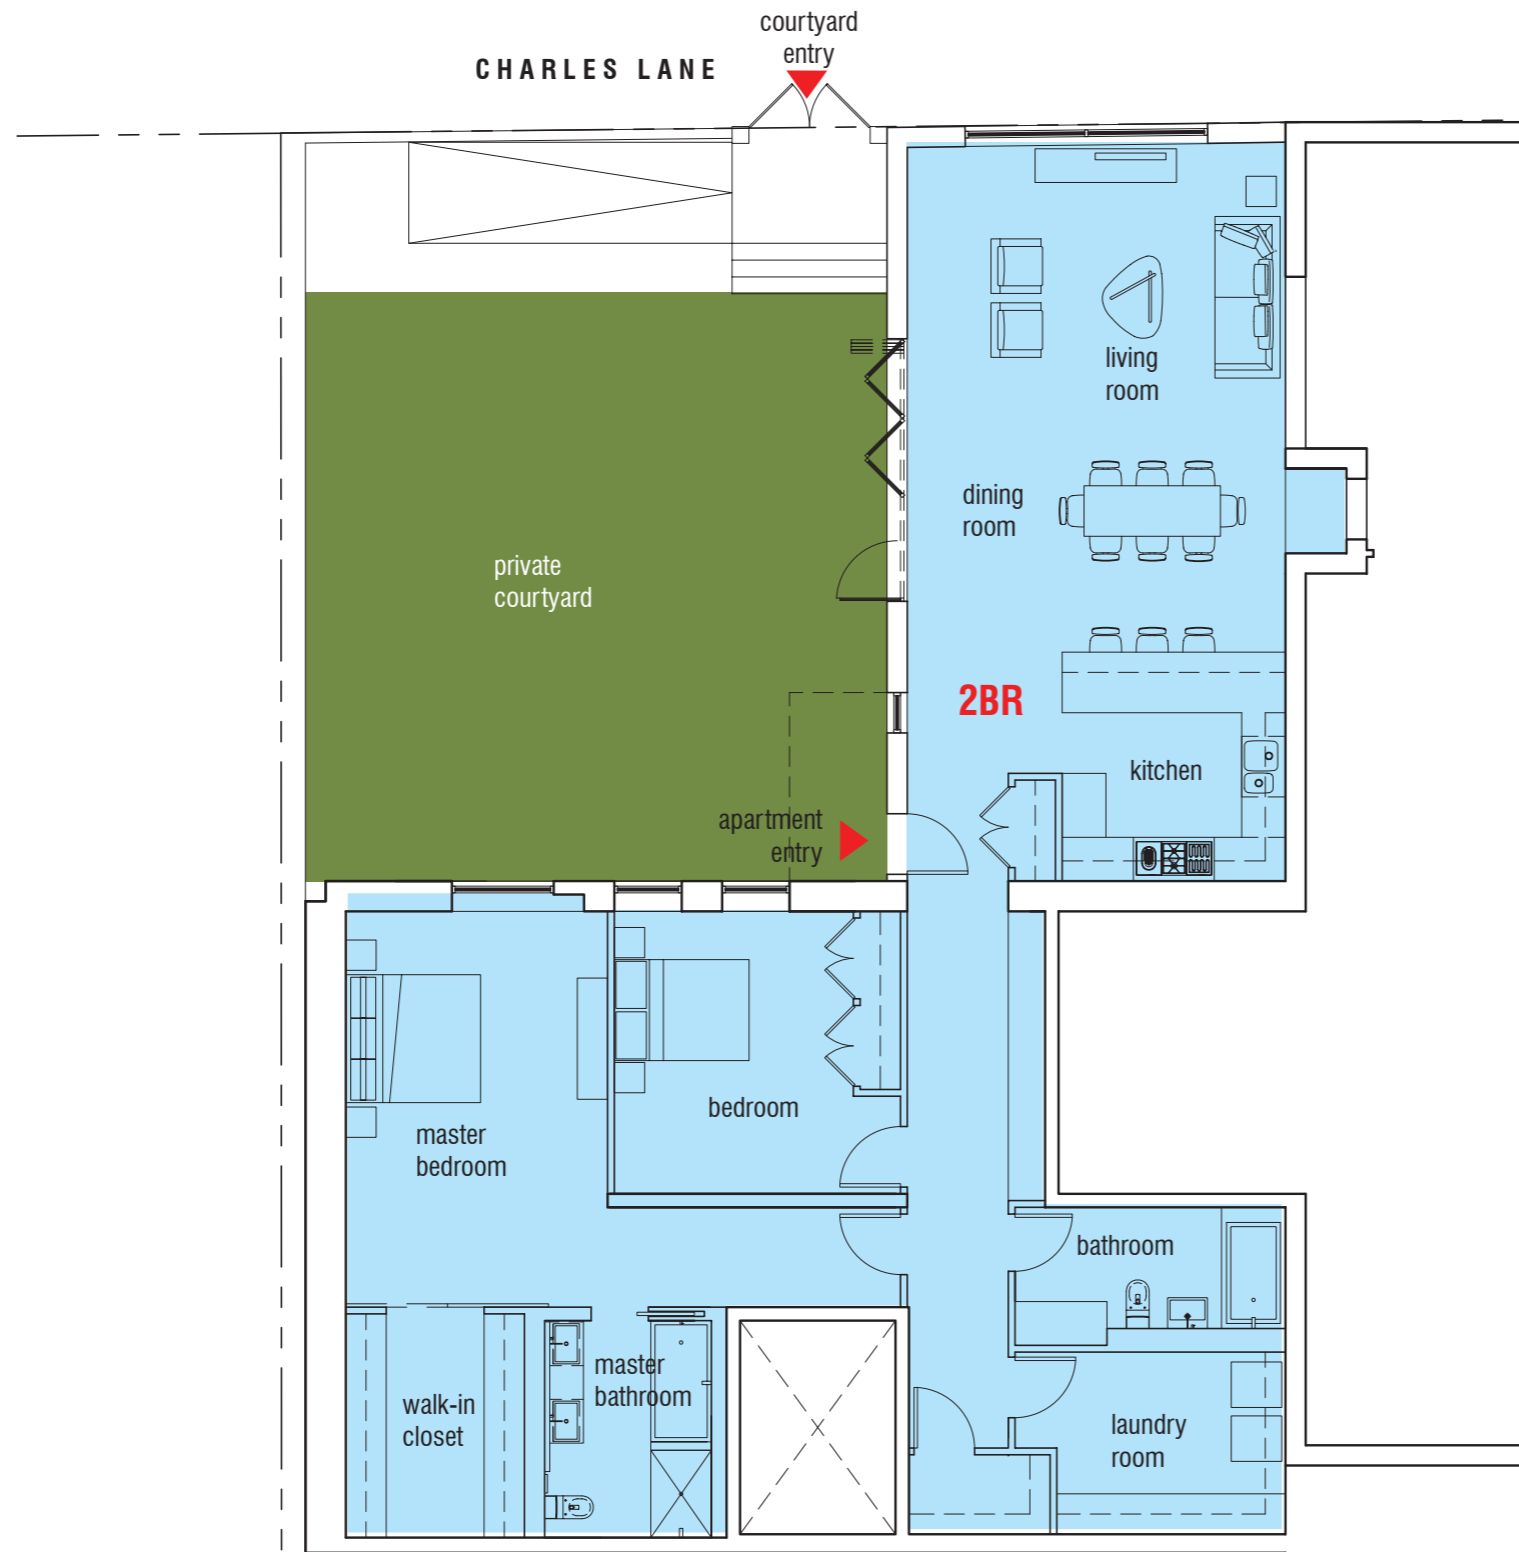 courtyard
entry
CHARLES LANE
living
room
dining
room
private
courtyard
2BR
kitchen
apartment
entry
bedroom
master
bedroom
bathroom
master
bathroom
walk-in
closet
laundry
room